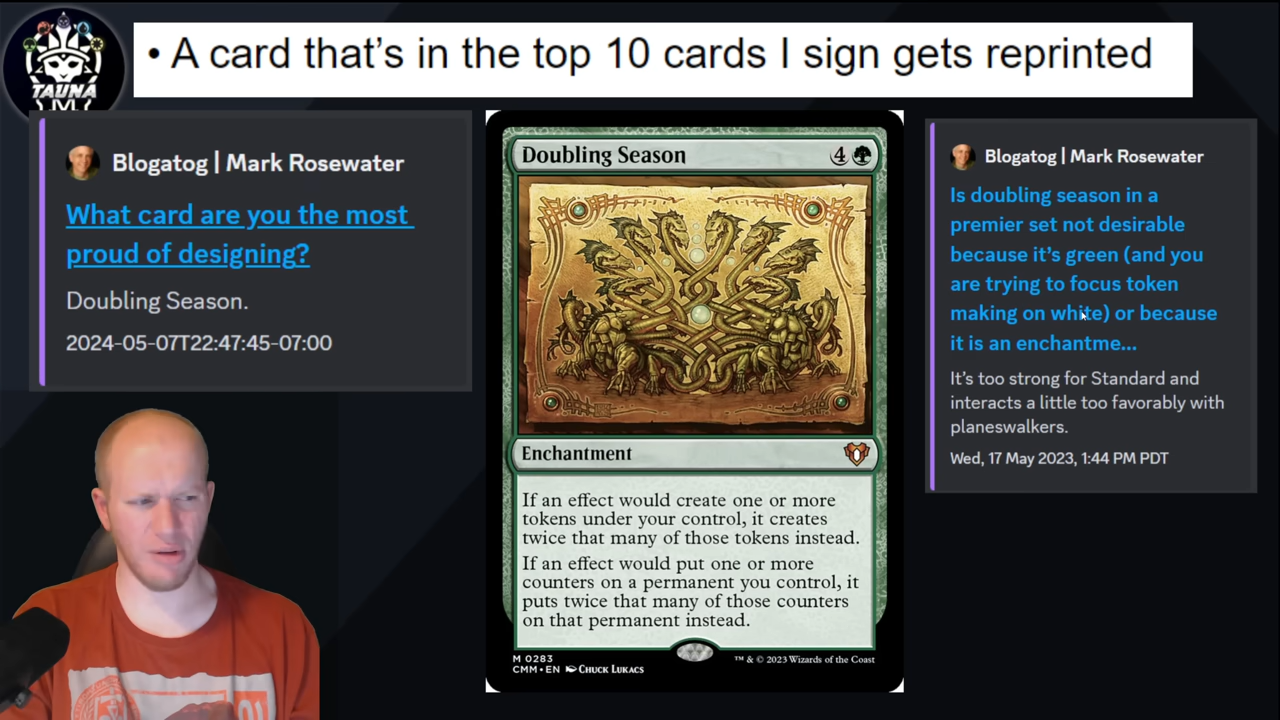 • A card that's in the top 10 cards I sign gets reprinted
TAUNA
Blogatog | Mark Rosewater
What card are you the most
proud of designing?
Doubling Season.
2024-05-07T22:47:45-07:00
Doubling Season 4
Enchantment
If an effect would create one or more
tokens under your control, it creates
twice that many of those tokens instead.
If an effect would put one or more
counters on a permanent you control, it
puts twice that many of those counters
on that permanent instead.
M 0283
CMM • EN CHUCK LUKACS
™ & © 2023 Wizards of the Coast
Blogatog | Mark Rosewater
Is doubling season in a
premier set not desirable
because it's green (and you
are trying to focus token
making on white) or because
it is an enchantme...
It's too strong for Standard and
interacts a little too favorably with
planeswalkers.
Wed, 17 May 2023, 1:44 PM PDT